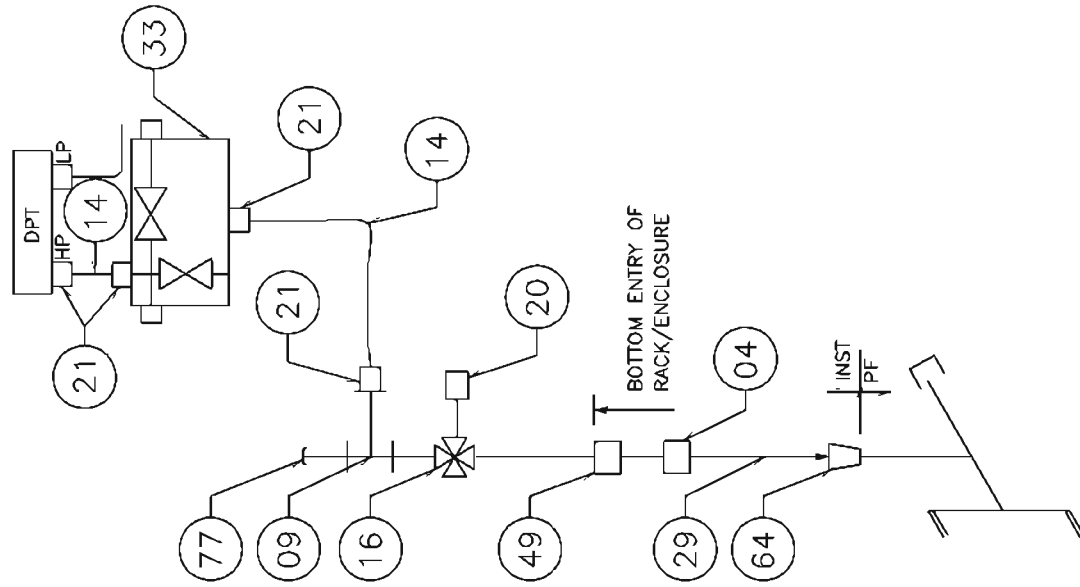 DPT
HP
LP
14
33
21
21
14
21
20
77
09
16
BOTTOM ENTRY OF
RACK/ENCLOSURE
49
04
29
INST
PF
64